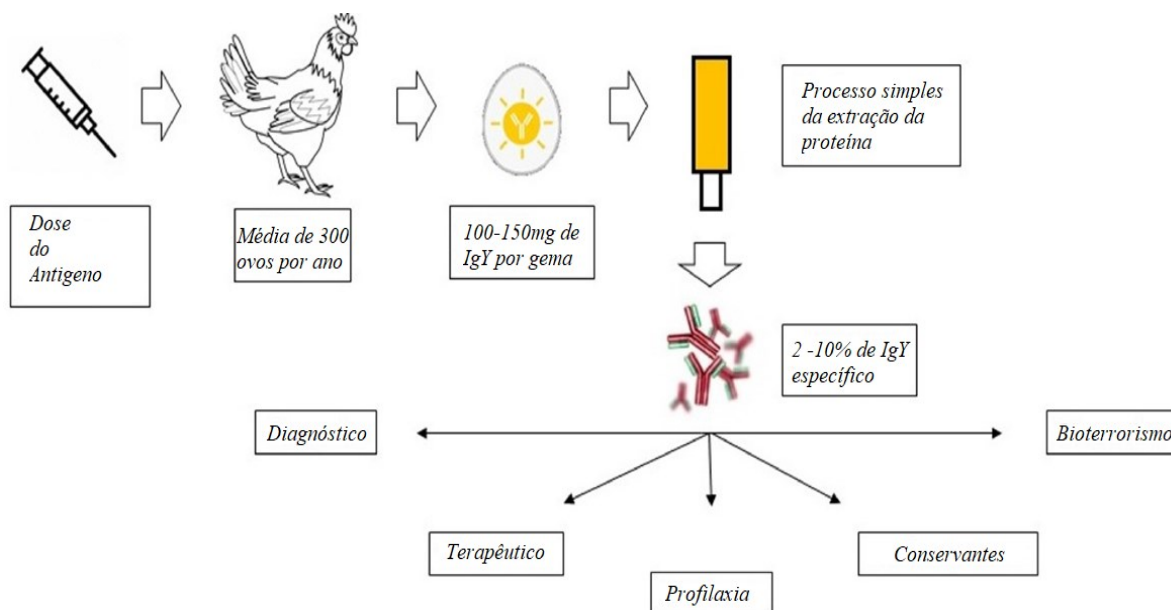 Dose
do
Antigeno
Média de 300
ovos por ano
100-150mg de
IgY por gema
Processo simples
da extração da
proteína
2 -10% de IgY
específico
Diagnóstico
Bioterrorismo
Terapêutico
Conservantes
Profilaxia